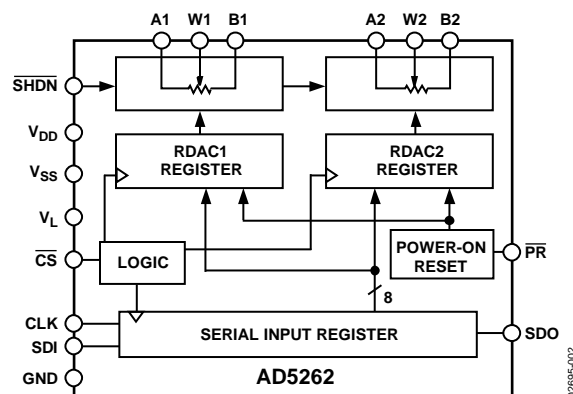 A1 W1 B1 A2 W2 B2
SHDN
VDD
VSS
VL
CS
CLK
SDI
GND
RDAC1
REGISTER
RDAC2
REGISTER
LOGIC
POWER-ON
RESET
PR
8
SERIAL INPUT REGISTER
SDO
AD5262